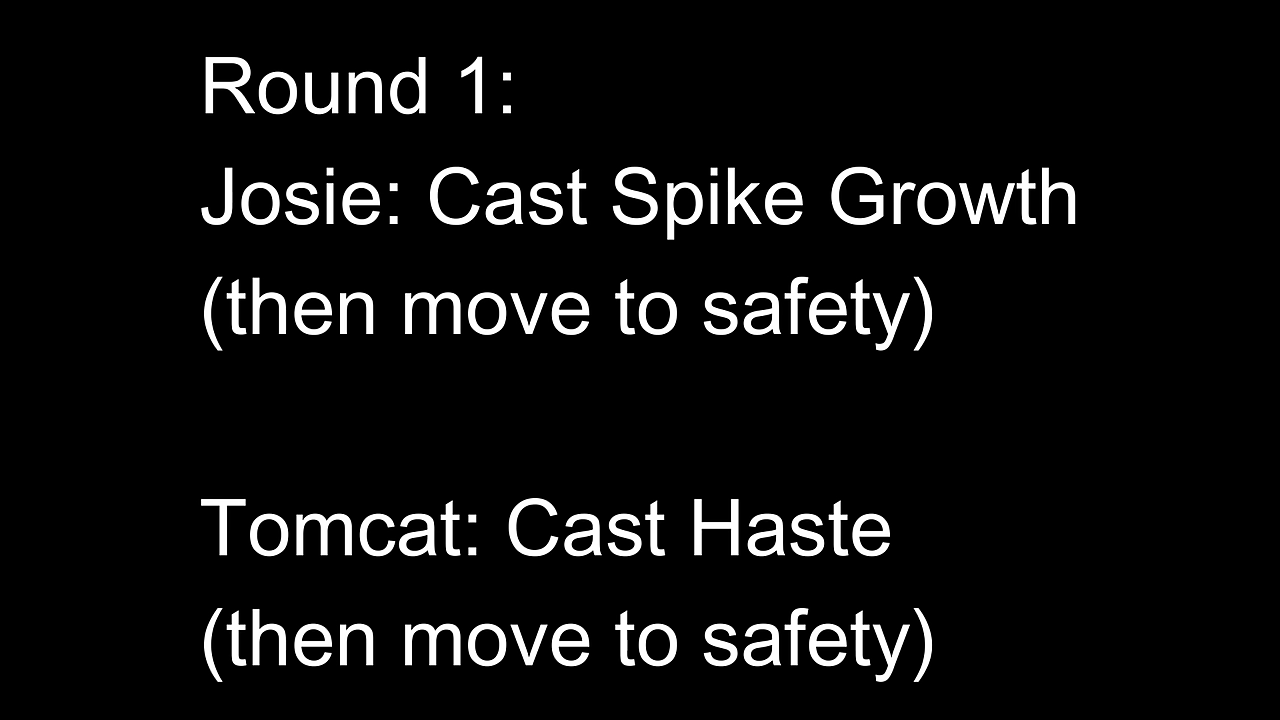 Round 1:
Josie: Cast Spike Growth
(then move to safety)
Tomcat: Cast Haste
(then move to safety)